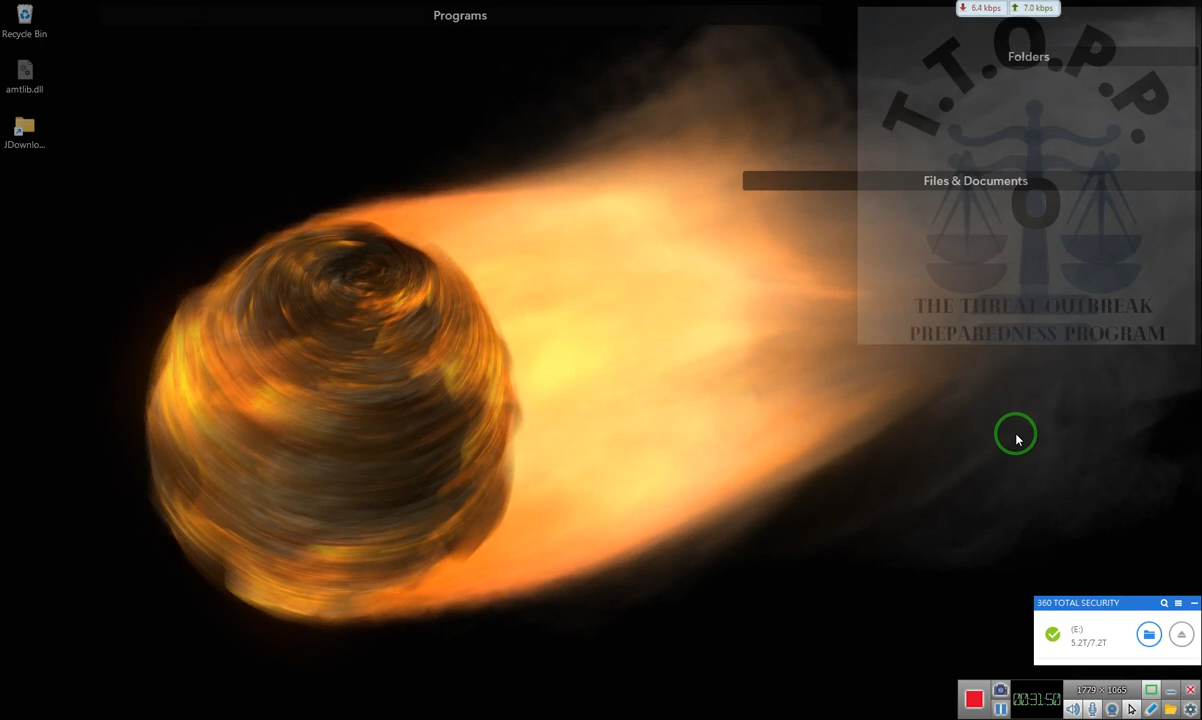 Programs
6.4 kbps 7.0 kbps
Recycle Bin
Folders
T.T.O.P.P.
amtlib.dll
JDownlo...
Files & Documents
O
THE THREAT OUTBREAK
PREPAREDNESS PROGRAM
360 TOTAL SECURITY
(E:)
5.2T/7.2T
1779 × 1065
00:31:50